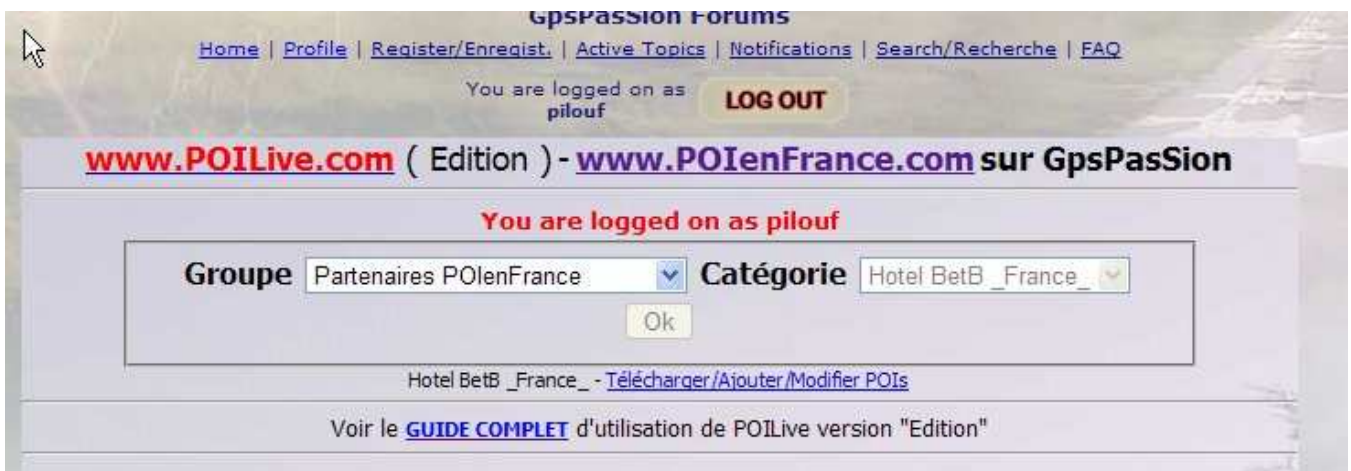 GpsPasSion Forums
Home | Profile | Register/Enregist. | Active Topics | Notifications | Search/Recherche | FAQ
You are logged on as
pilouf
LOG OUT
www.POILive.com ( Edition ) - www.POIenFrance.com sur GpsPasSion
You are logged on as pilouf
Groupe Partenaires POIenFrance Catégorie Hotel BetB _France_
Ok
Hotel BetB _France_ - Télécharger/Ajouter/Modifier POIs
Voir le GUIDE COMPLET d'utilisation de POILive version "Edition"